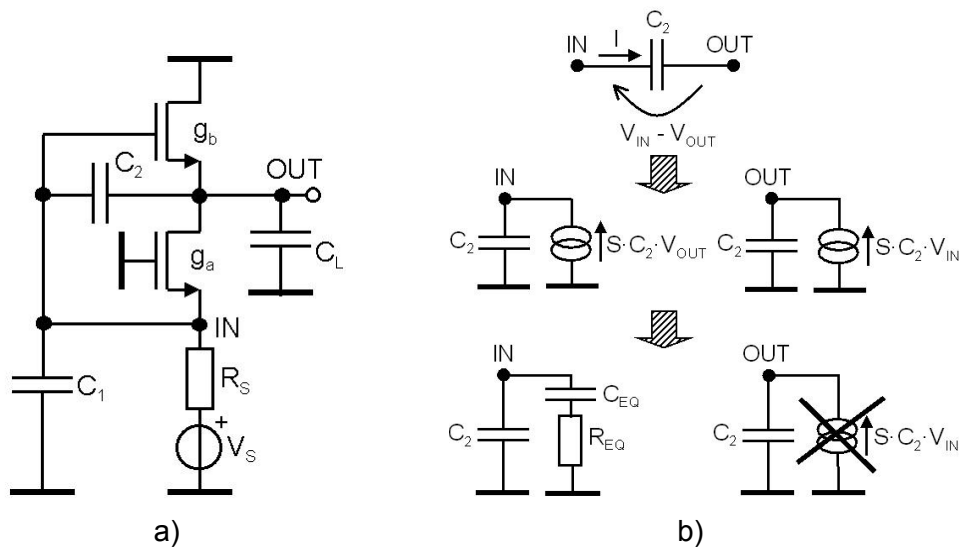 g_b
C_2
OUT
g_a
C_L
IN
C_1
R_S
+
V_S
a)
C_2
IN
I
OUT
V_IN - V_OUT
IN
OUT
C_2
S·C_2·V_OUT
C_2
S·C_2·V_IN
IN
OUT
C_EQ
C_2
R_EQ
C_2
S·C_2·V_IN
b)